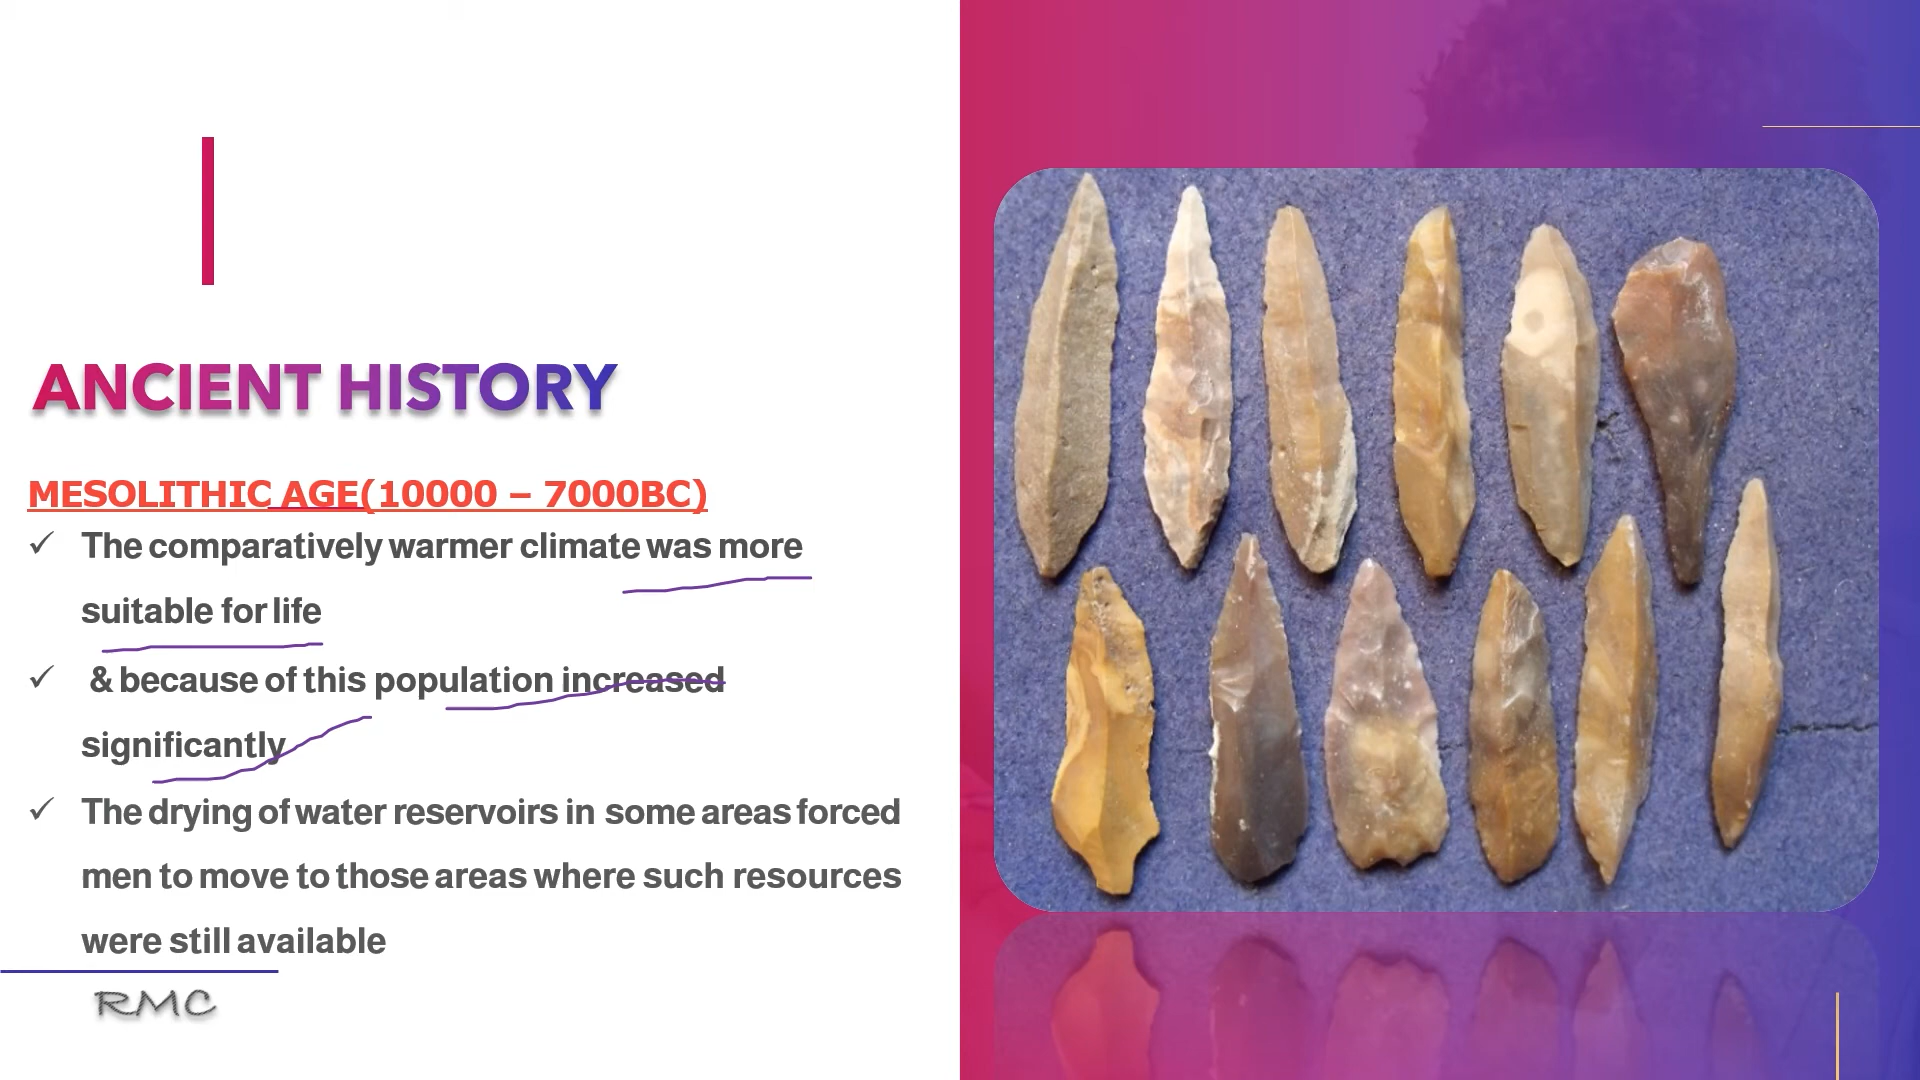 ANCIENT HISTORY
MESOLITHIC AGE(10000 – 7000BC)
✓ The comparatively warmer climate was more
suitable for life
✓ & because of this population increased
significantly
✓ The drying of water reservoirs in some areas forced
men to move to those areas where such resources
were still available
RMC